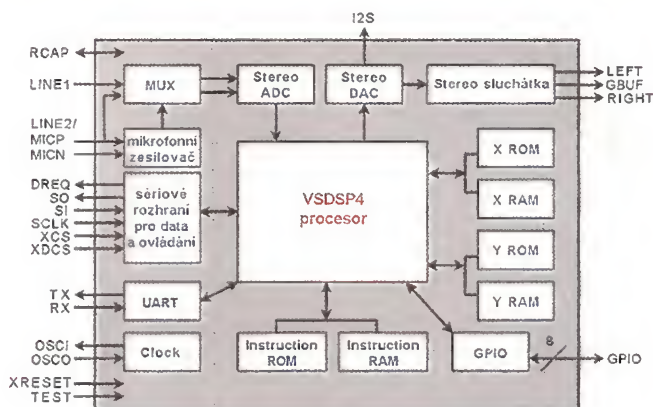 I2S
RCAP
LINE1
LINE2/
MICP
MICN
DREQ
SO
SI
SCLK
XCS
XDCS
TX
RX
OSCI
OSCO
XRESET
TEST
MUX
Stereo
ADC
Stereo
DAC
Stereo sluchátka
LEFT
GBUF
RIGHT
mikrofonní
zesilovač
sériové
rozhraní
pro data
a ovládání
VSDSP4
procesor
X ROM
X RAM
Y ROM
Y RAM
UART
Clock
Instruction
ROM
Instruction
RAM
GPIO
8
GPIO